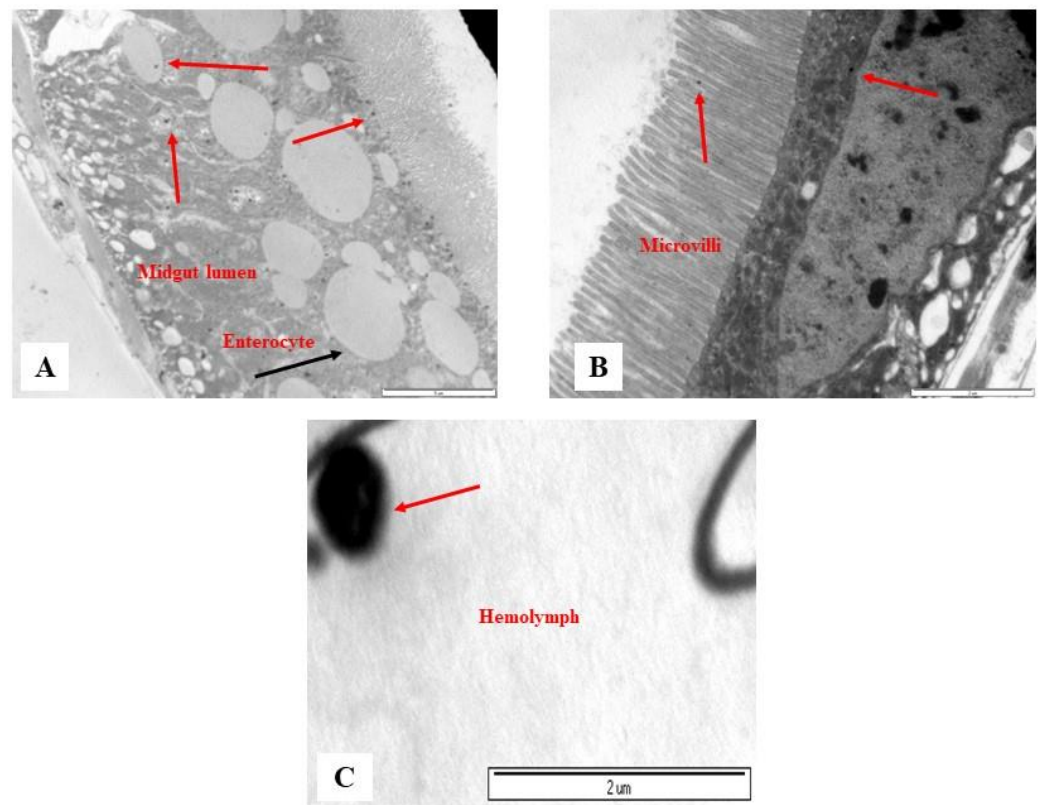 Midgut lumen
Enterocyte
A
Microvilli
B
Hemolymph
C
2 um